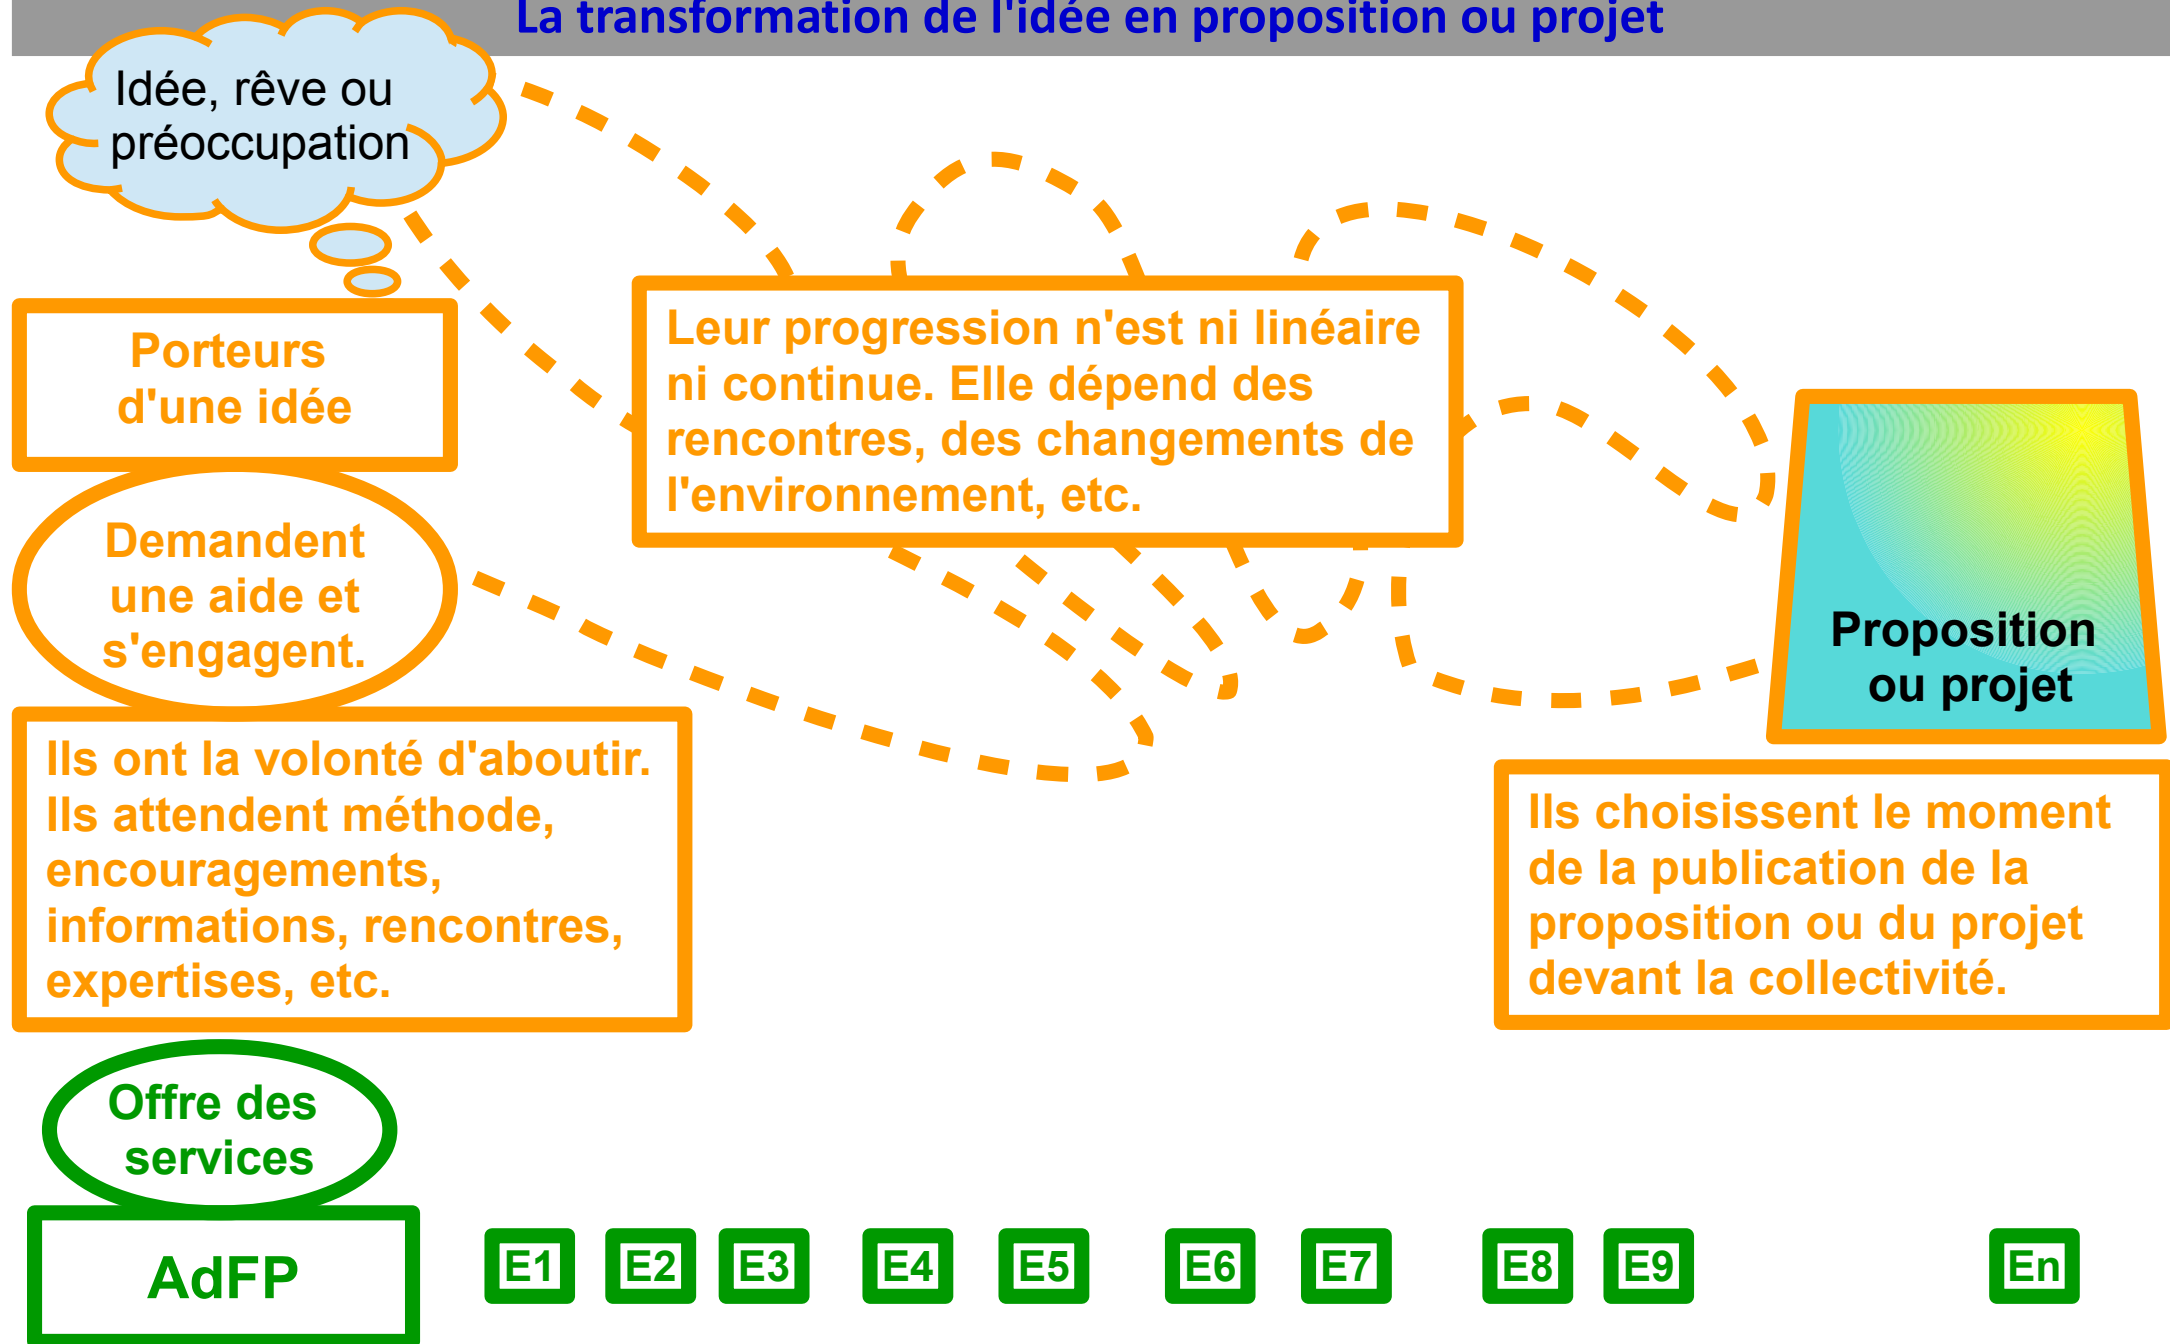 La transformation de l'idée en proposition ou projet
Idée, rêve ou
préoccupation
Porteurs
d'une idée
Demandent
une aide et
s'engagent.
Ils ont la volonté d'aboutir.
Ils attendent méthode,
encouragements,
informations, rencontres,
expertises, etc.
Leur progression n'est ni linéaire
ni continue. Elle dépend des
rencontres, des changements de
l'environnement, etc.
Proposition
ou projet
Ils choisissent le moment
de la publication de la
proposition ou du projet
devant la collectivité.
Offre des
services
AdFP
E1 E2 E3 E4 E5 E6 E7 E8 E9 En